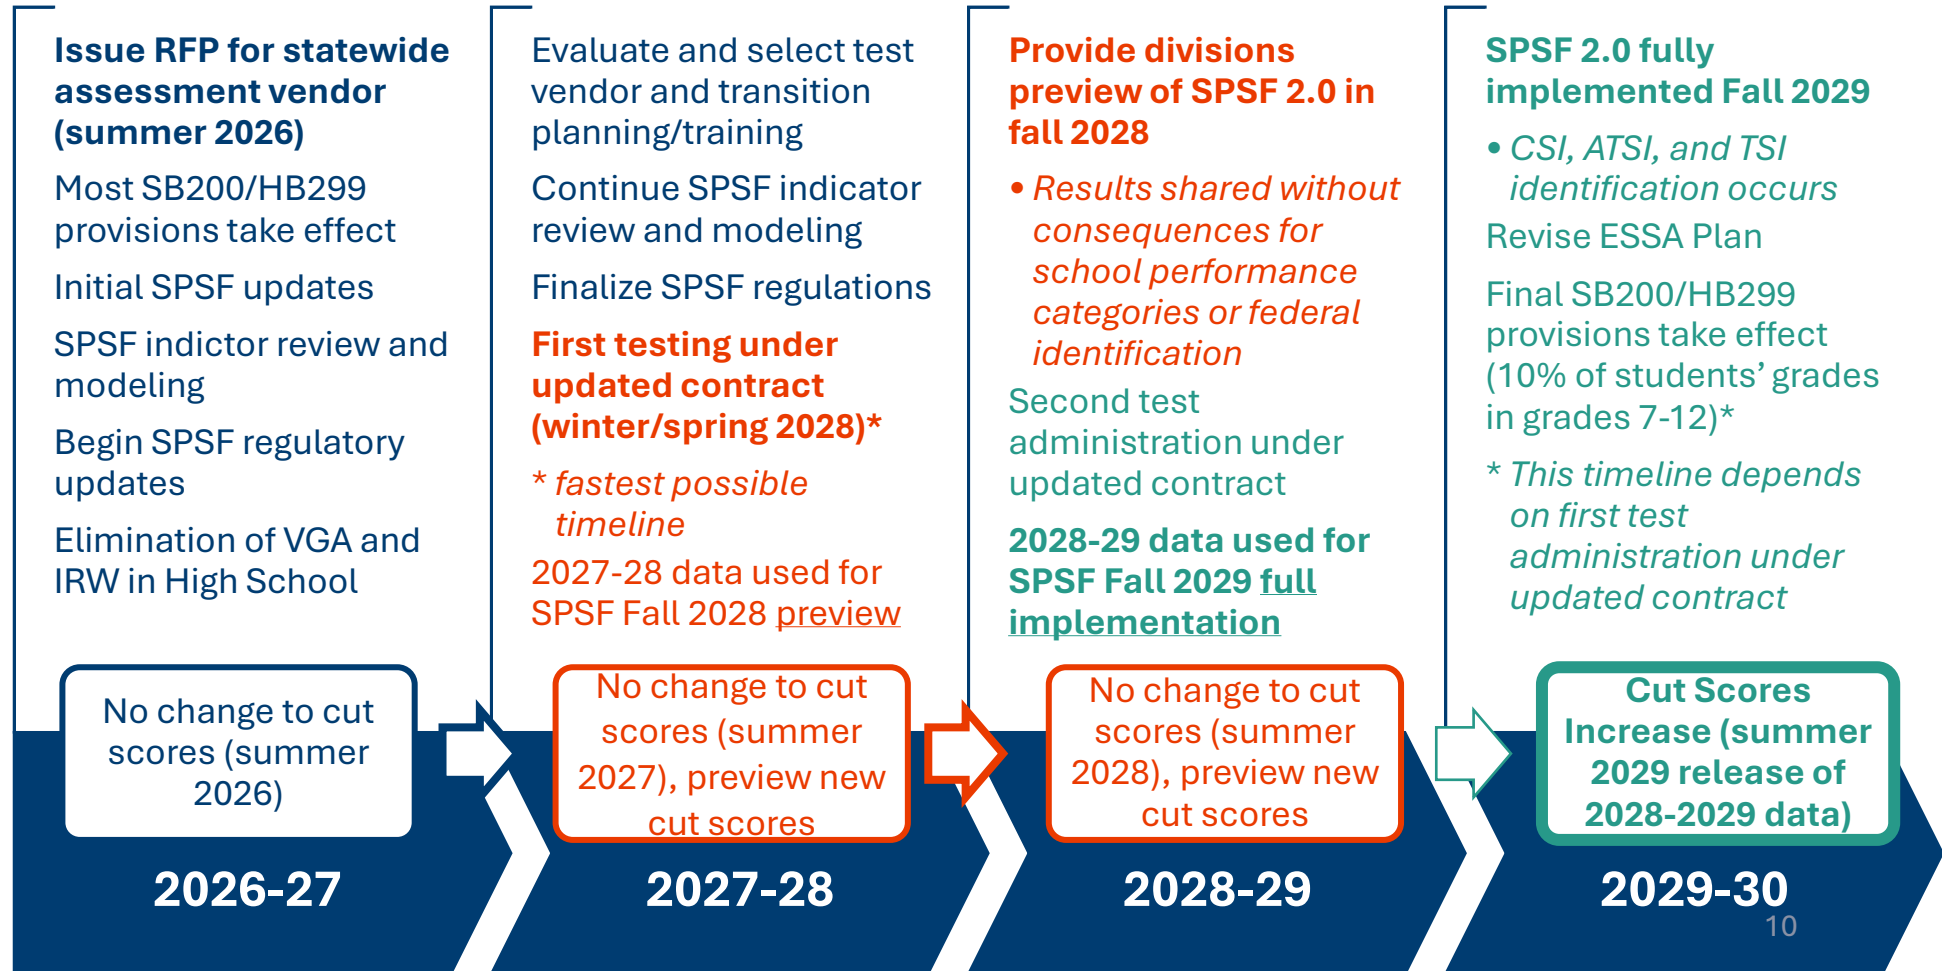 Issue RFP for statewide
assessment vendor
(summer 2026)
Most SB200/HB299
provisions take effect
Initial SPSF updates
SPSF indictor review and
modeling
Begin SPSF regulatory
updates
Elimination of VGA and
IRW in High School
No change to cut
scores (summer
2026)
2026-27
Evaluate and select test
vendor and transition
planning/training
Continue SPSF indicator
review and modeling
Finalize SPSF regulations
First testing under
updated contract
(winter/spring 2028)*
* fastest possible
timeline
2027-28 data used for
SPSF Fall 2028 preview
No change to cut
scores (summer
2027), preview new
cut scores
2027-28
Provide divisions
preview of SPSF 2.0 in
fall 2028
• Results shared without
consequences for
school performance
categories or federal
identification
Second test
administration under
updated contract
2028-29 data used for
SPSF Fall 2029 full
implementation
No change to cut
scores (summer
2028), preview new
cut scores
2028-29
SPSF 2.0 fully
implemented Fall 2029
• CSI, ATSI, and TSI
identification occurs
Revise ESSA Plan
Final SB200/HB299
provisions take effect
(10% of students’ grades
in grades 7-12)*
* This timeline depends
on first test
administration under
updated contract
Cut Scores
Increase (summer
2029 release of
2028-2029 data)
2029-30
10